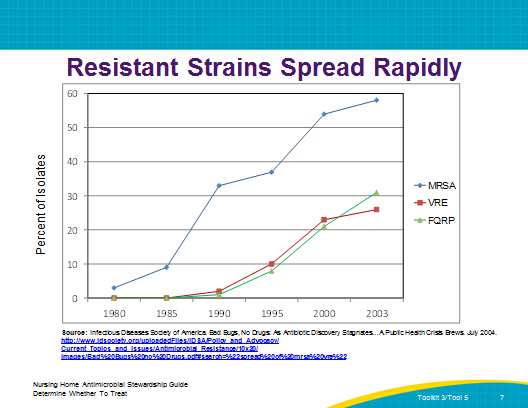 Resistant Strains Spread Rapidly
Percent of Isolates
60
50
40
30
20
10
0
1980 1985 1990 1995 2000 2003
MRSA
VRE
FQRP
Source: Infectious Diseases Society of America. Bad Bugs, No Drugs: As Antibiotic Discovery Stagnates... A Public Health Crisis Brews. July 2004.
http://www.idsociety.org/uploadedFiles/IDSA/Policy_and_Advocacy/
Current_Topics_and_Issues/Antimicrobial_Resistance/10x20/
Images/Bad%20Bugs%20no%20Drugs.pdf#search=%22spread%20of%20mrsa%20vre%22
Nursing Home Antimicrobial Stewardship Guide
Determine Whether To Treat
Toolkit 3/Tool 5 7